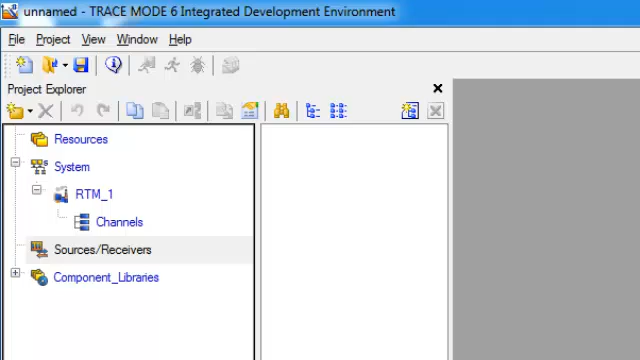 unnamed - TRACE MODE 6 Integrated Development Environment
File Project View Window Help
Project Explorer
Resources
System
RTM_1
Channels
Sources/Receivers
Component_Libraries